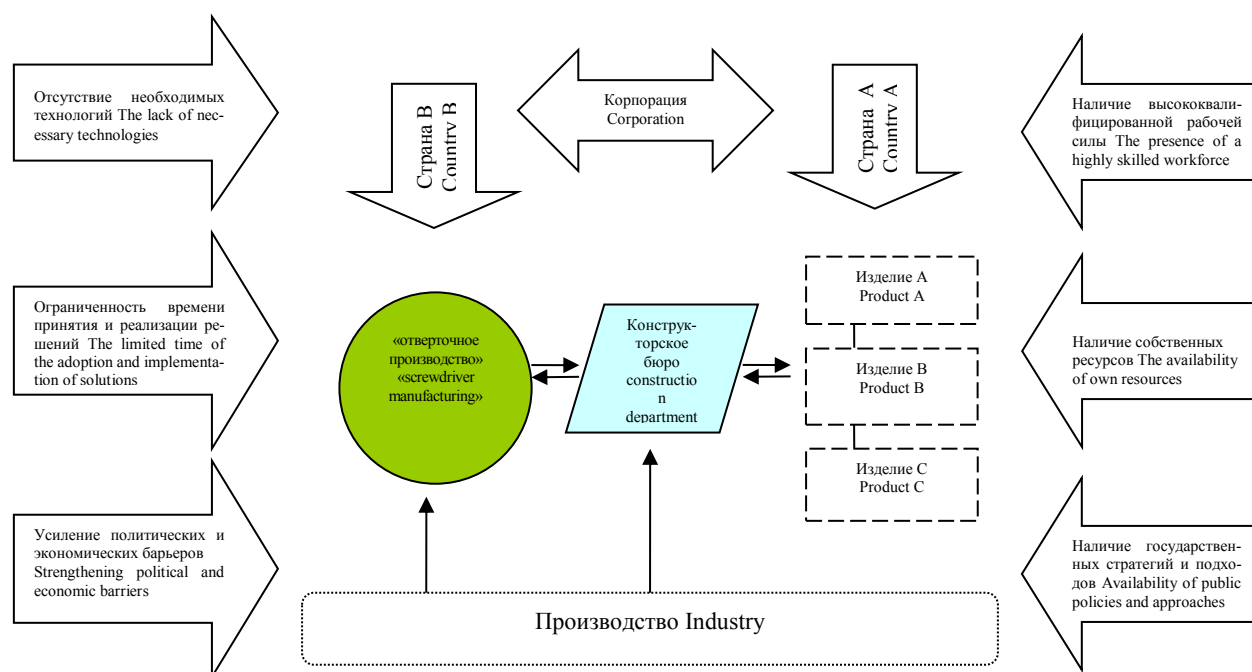 Отсутствие необходимых
технологий The lack of nec-
essary technologies
Ограниченность времени
принятия и реализации ре-
шений The limited time of
the adoption and implementa-
tion of solutions
Усиление политических и
экономических барьеров
Strengthening political and
economic barriers
Страна В
Country B
Корпорация
Corporation
Страна А
Country A
«отверточное
производство»
«screwdriver
manufacturing»
Конструк-
торское
бюро
constructio
n
department
Изделие А
Product A
Изделие В
Product B
Изделие С
Product C
Производство Industry
Наличие высококвали-
фицированной рабочей
силы The presence of a
highly skilled workforce
Наличие собственных
ресурсов The availability
of own resources
Наличие государствен-
ных стратегий и подхо-
дов Availability of public
policies and approaches